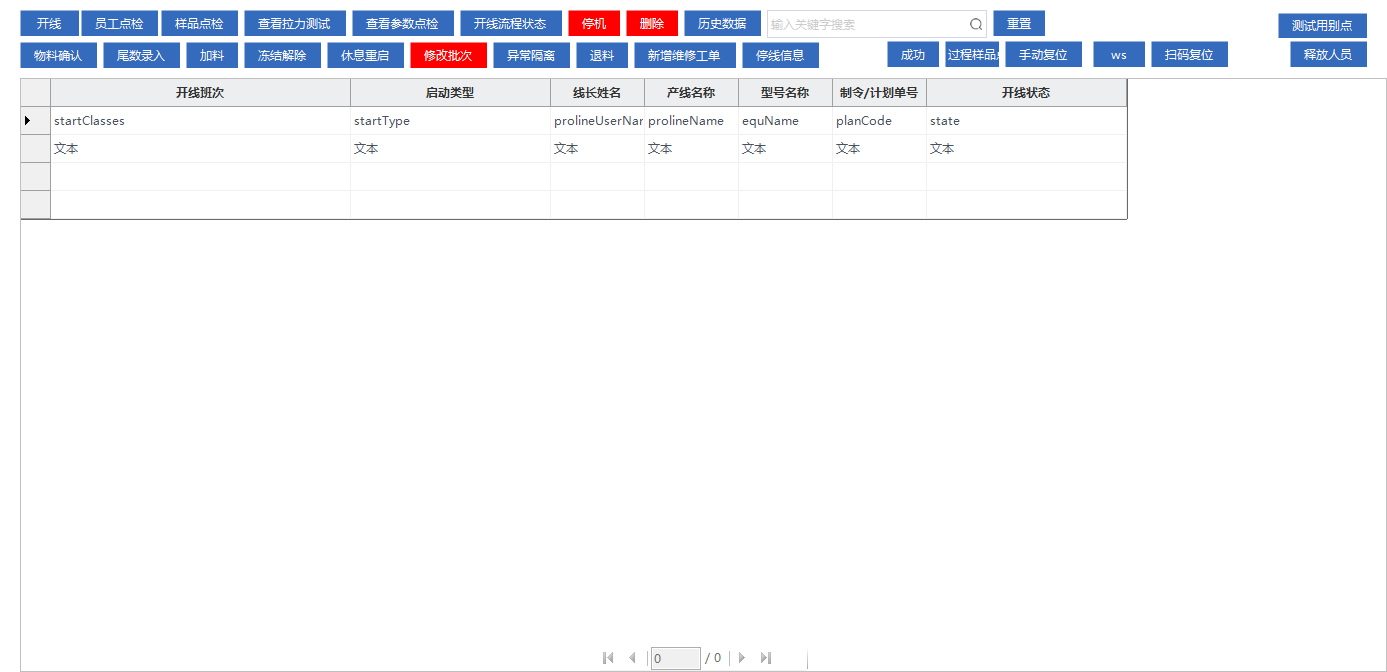 开线 员工点检 样品点检 查看拉力测试 查看参数点检 开线流程状态 停机 删除 历史数据 输入关键字搜索 重置 测试用别点
物料确认 尾数录入 加料 冻结解除 休息重启 修改批次 异常隔离 退料 新增维修工单 停线信息 成功 过程样品 手动复位 ws 扫码复位 释放人员
开线班次 启动类型 线长姓名 产线名称 型号名称 制令/计划单号 开线状态
startClasses startType prolineUserNar prolineName equName planCode state
文本 文本 文本 文本 文本 文本 文本
0 / 0